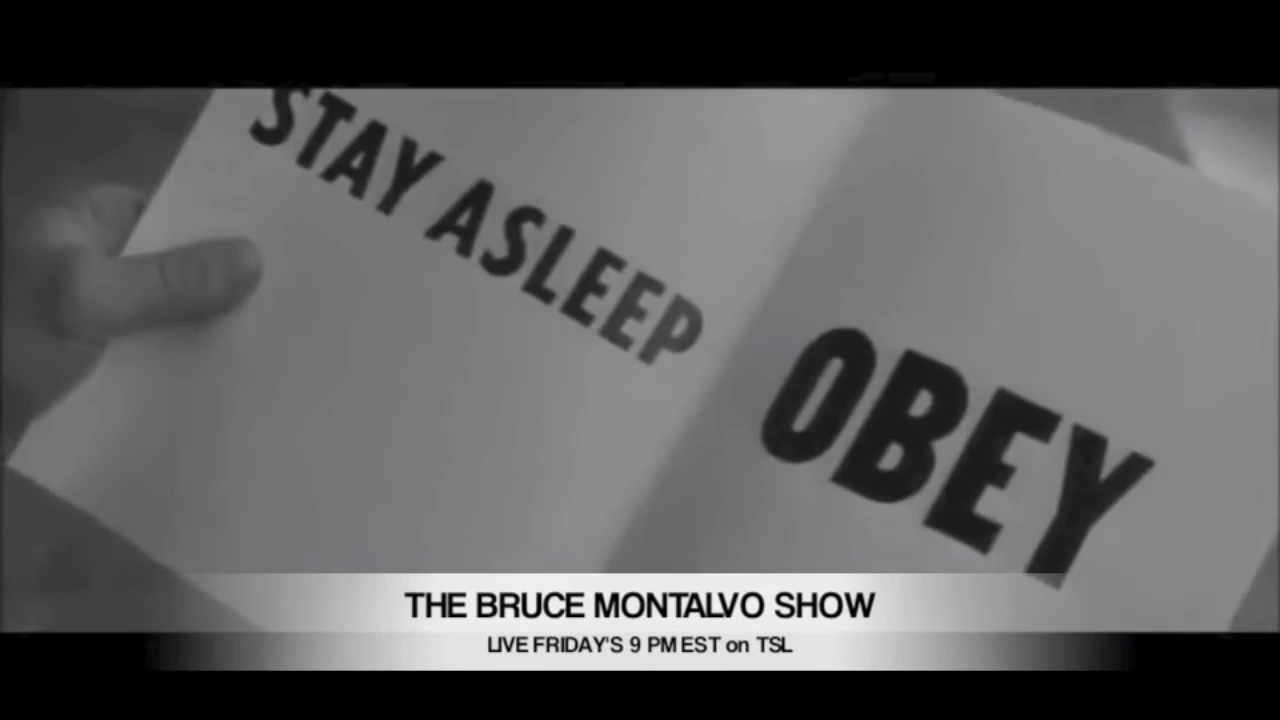 STAY ASLEEP
OBEY
THE BRUCE MONTALVO SHOW
LIVE FRIDAY'S 9 PM EST on TSL